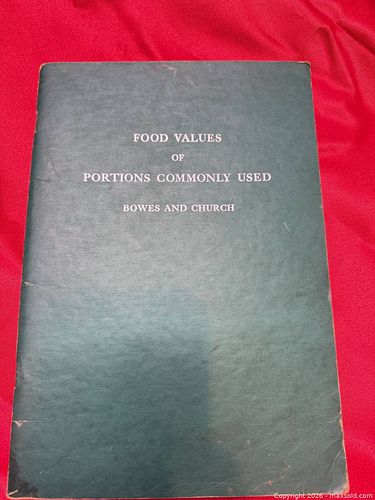 FOOD VALUES
OF
PORTIONS COMMONLY USED
BOWES AND CHURCH
Copyright 2026 - maxsold.com